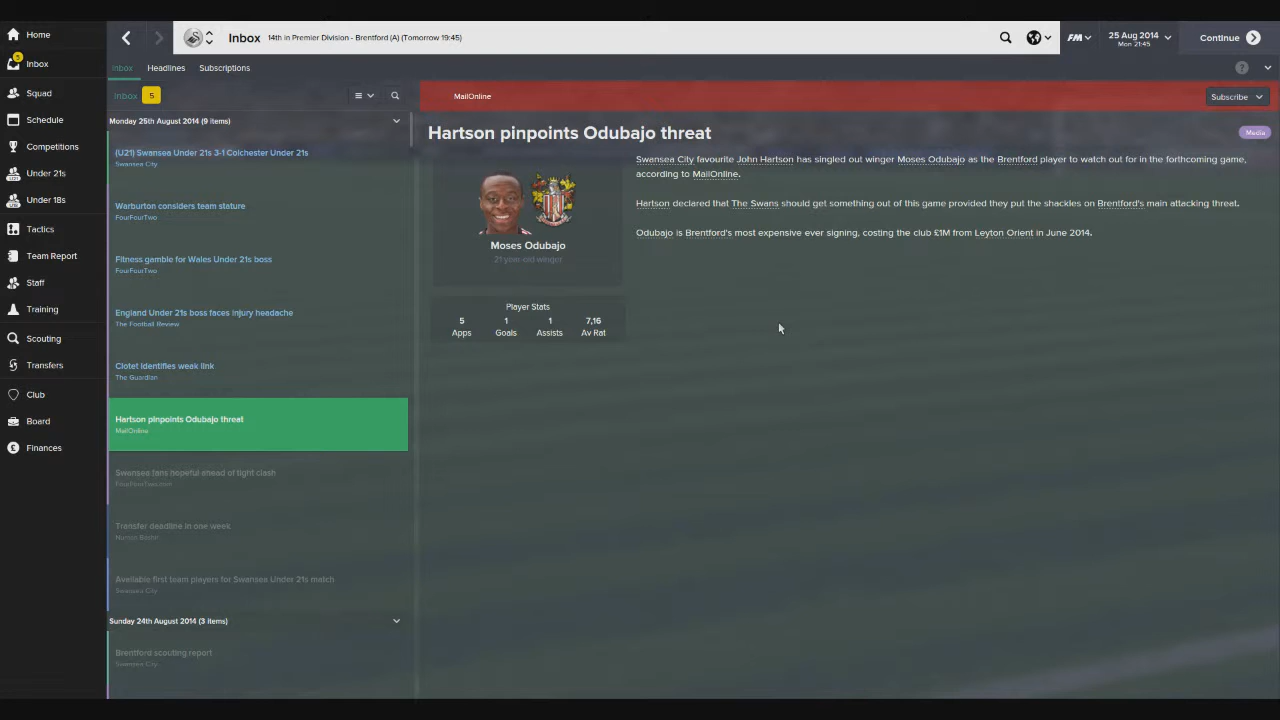 Home
Inbox
5
Squad
Schedule
Competitions
Under 21s
Under 18s
Tactics
Team Report
Staff
Training
Scouting
Transfers
Club
Board
Finances
Inbox
14th in Premier Division - Brentford (A) (Tomorrow 19:45)
FM
25 Aug 2014
Mon 21:45
Continue
Inbox
Headlines
Subscriptions
?
Inbox
5
Monday 25th August 2014 (9 items)
(U21) Swansea Under 21s 3-1 Colchester Under 21s
Swansea City
Warburton considers team stature
FourFourTwo
Fitness gamble for Wales Under 21s boss
FourFourTwo
England Under 21s boss faces injury headache
The Football Review
Clotet identifies weak link
The Guardian
Hartson pinpoints Odubajo threat
MailOnline
Swansea fans hopeful ahead of tight clash
FourFourTwo.com
Transfer deadline in one week
Available first team players for Swansea Under 21s match
Swansea City
Sunday 24th August 2014 (3 items)
Brentford scouting report
Swansea City
MailOnline
Subscribe
Hartson pinpoints Odubajo threat
Media
Moses Odubajo
21 year-old winger
Player Stats
5
1
1
7,16
Apps
Goals
Assists
Av Rat
Swansea City favourite John Hartson has singled out winger Moses Odubajo as the Brentford player to watch out for in the forthcoming game,
according to MailOnline.
Hartson declared that The Swans should get something out of this game provided they put the shackles on Brentford's main attacking threat.
Odubajo is Brentford's most expensive ever signing, costing the club £1M from Leyton Orient in June 2014.